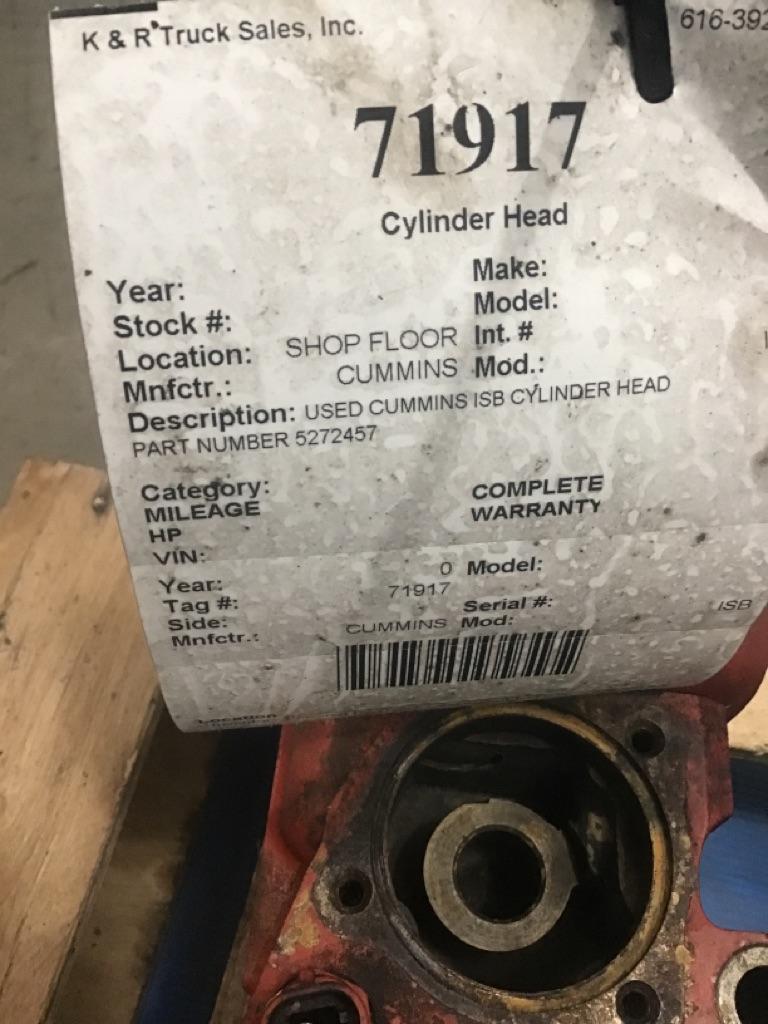 K & R Truck Sales, Inc. 616-392
71917
Cylinder Head
Year: Make:
Stock #: Model:
Location: SHOP FLOOR Int. #
Mnfctr.: CUMMINS Mod.:
Description: USED CUMMINS ISB CYLINDER HEAD
PART NUMBER 5272457
Category: COMPLETE
MILEAGE WARRANTY
HP
VIN:
Year: 0 Model:
Tag #: 71917
Side: Serial #: ISB
Mnfctr.: CUMMINS Mod:
Location